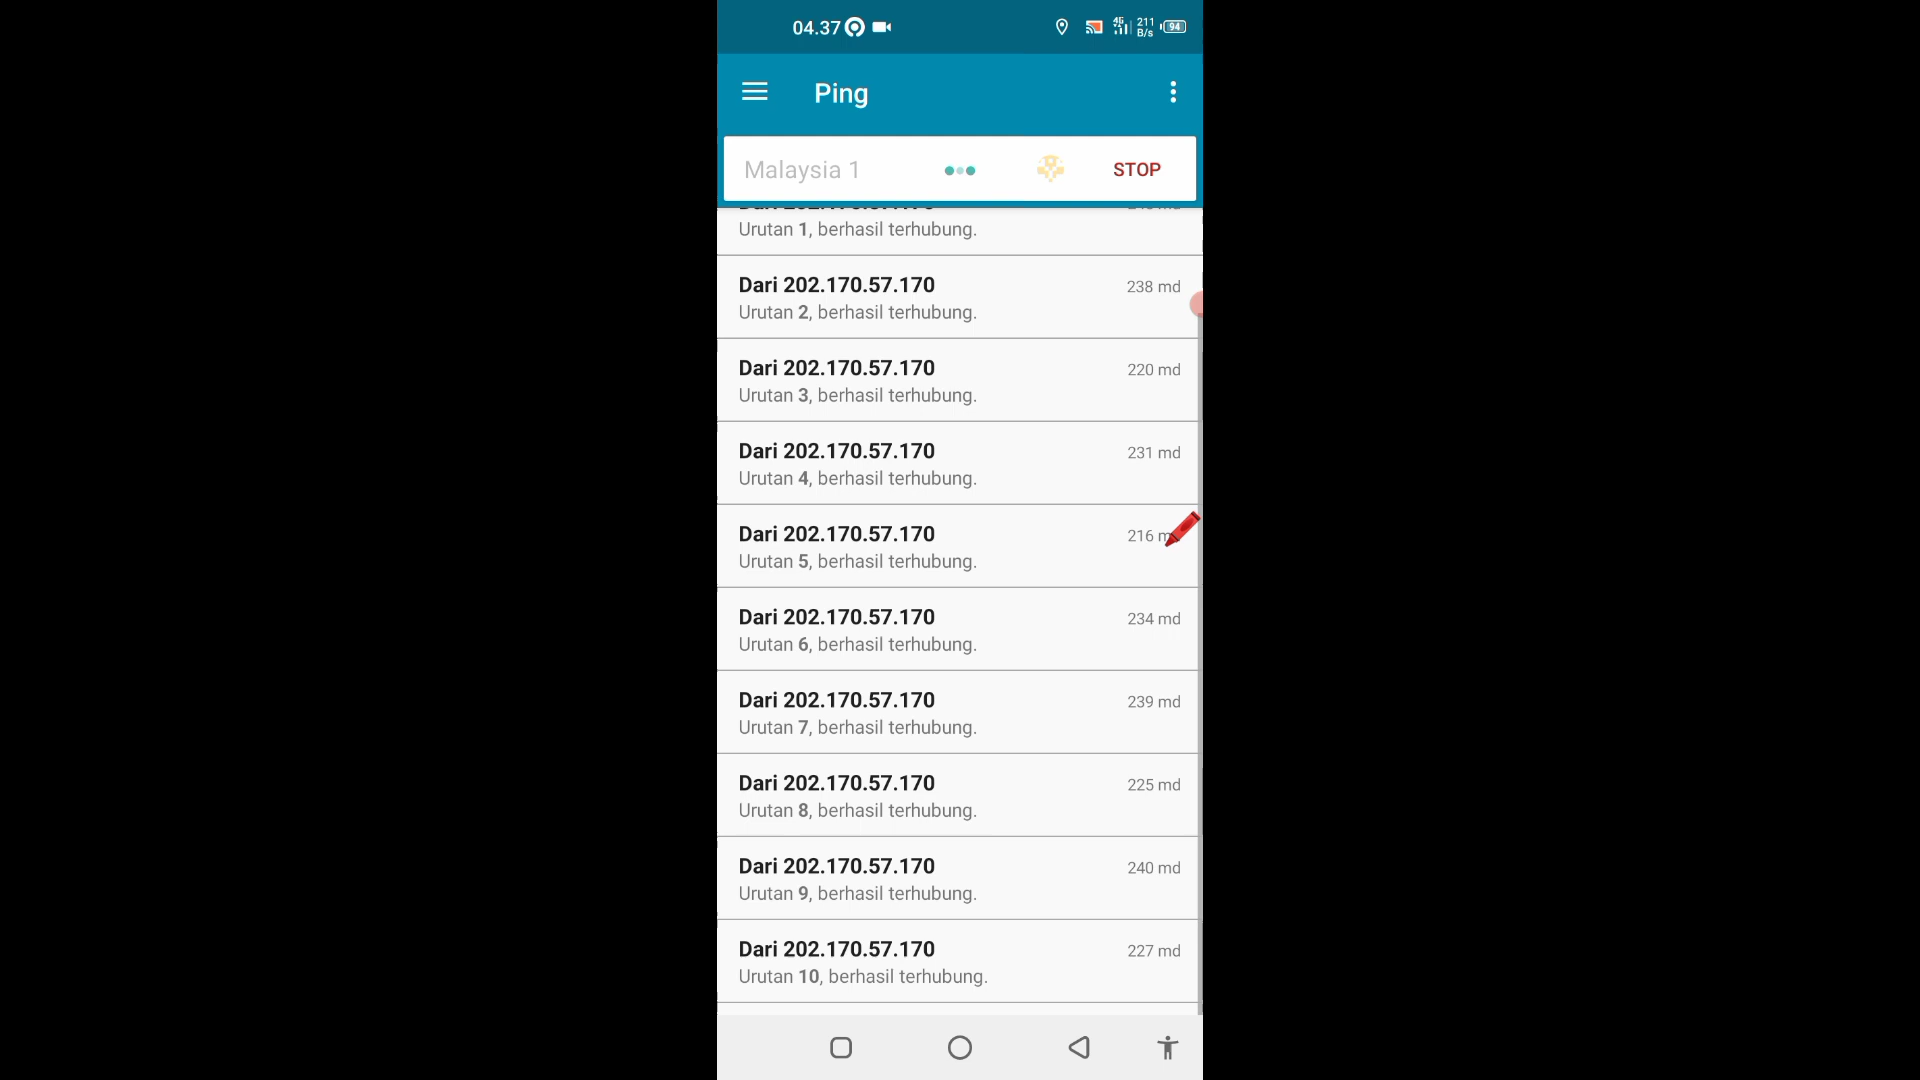 04.37
4G
211
B/s
94
Ping
Malaysia 1
STOP
Urutan 1, berhasil terhubung.
Dari 202.170.57.170
238 md
Urutan 2, berhasil terhubung.
Dari 202.170.57.170
220 md
Urutan 3, berhasil terhubung.
Dari 202.170.57.170
231 md
Urutan 4, berhasil terhubung.
Dari 202.170.57.170
216
Urutan 5, berhasil terhubung.
Dari 202.170.57.170
234 md
Urutan 6, berhasil terhubung.
Dari 202.170.57.170
239 md
Urutan 7, berhasil terhubung.
Dari 202.170.57.170
225 md
Urutan 8, berhasil terhubung.
Dari 202.170.57.170
240 md
Urutan 9, berhasil terhubung.
Dari 202.170.57.170
227 md
Urutan 10, berhasil terhubung.